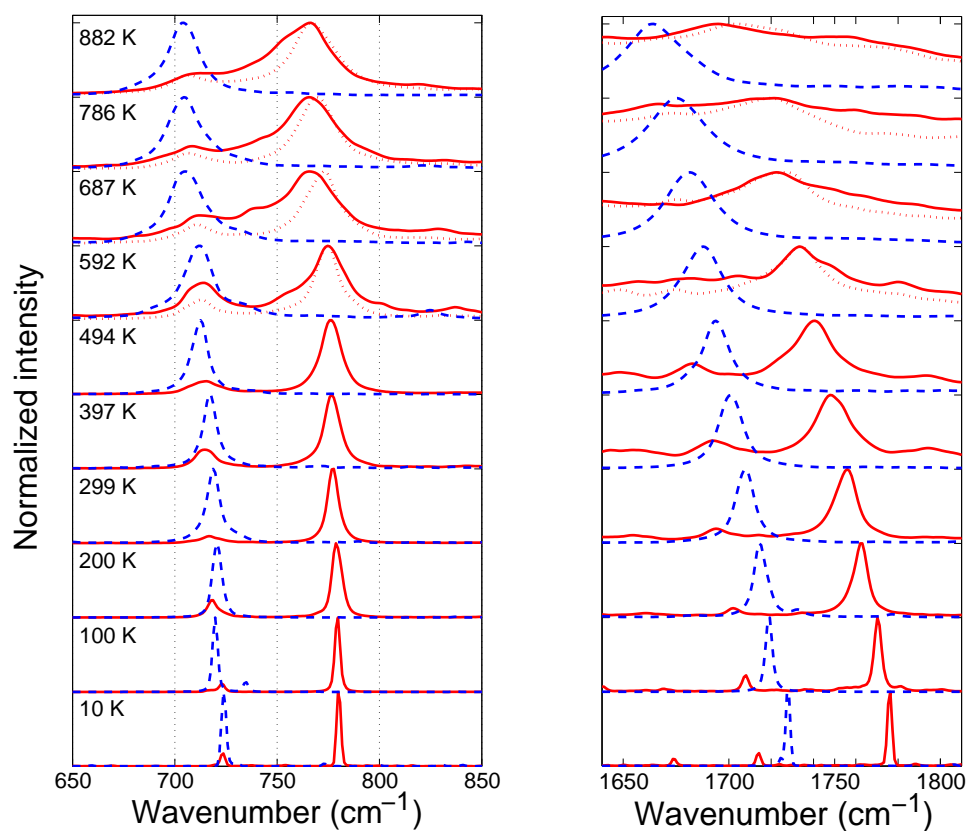 Normalized intensity
882 K
786 K
687 K
592 K
494 K
397 K
299 K
200 K
100 K
10 K
650 700 750 800 850
Wavenumber (cm⁻¹)
1650 1700 1750 1800
Wavenumber (cm⁻¹)